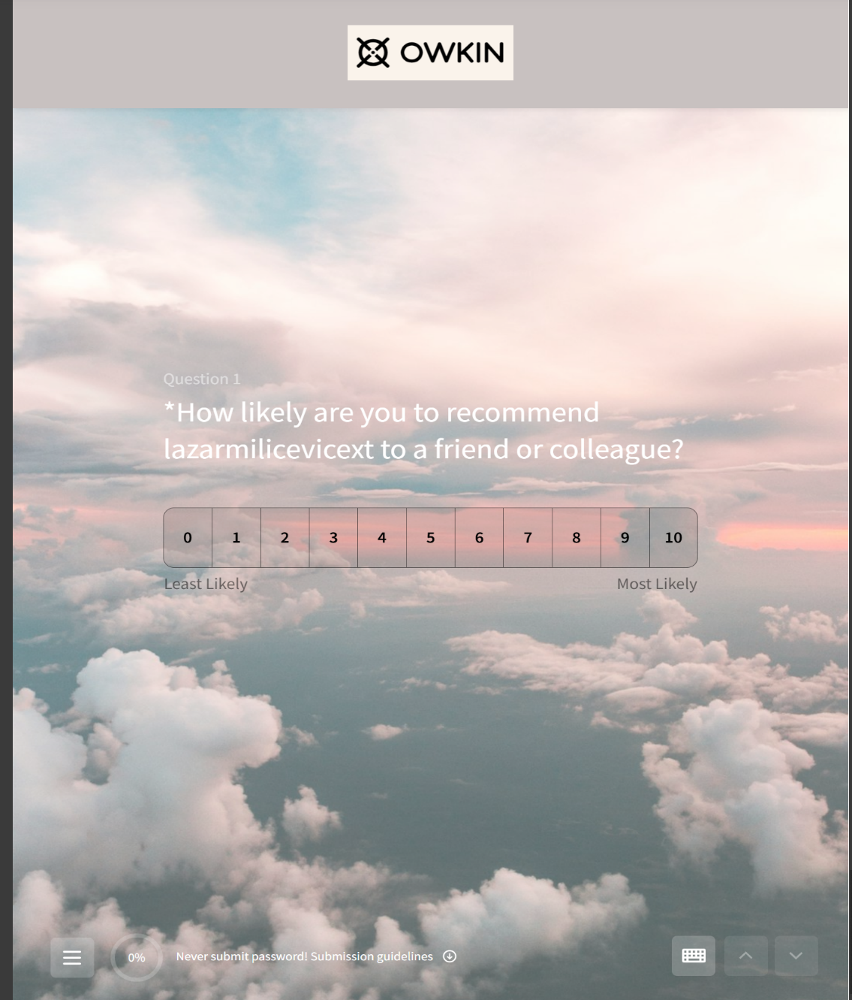 OWKIN
Question 1
*How likely are you to recommend
lazarmilicevicext to a friend or colleague?
0 1 2 3 4 5 6 7 8 9 10
Least Likely Most Likely
0% Never submit password! Submission guidelines